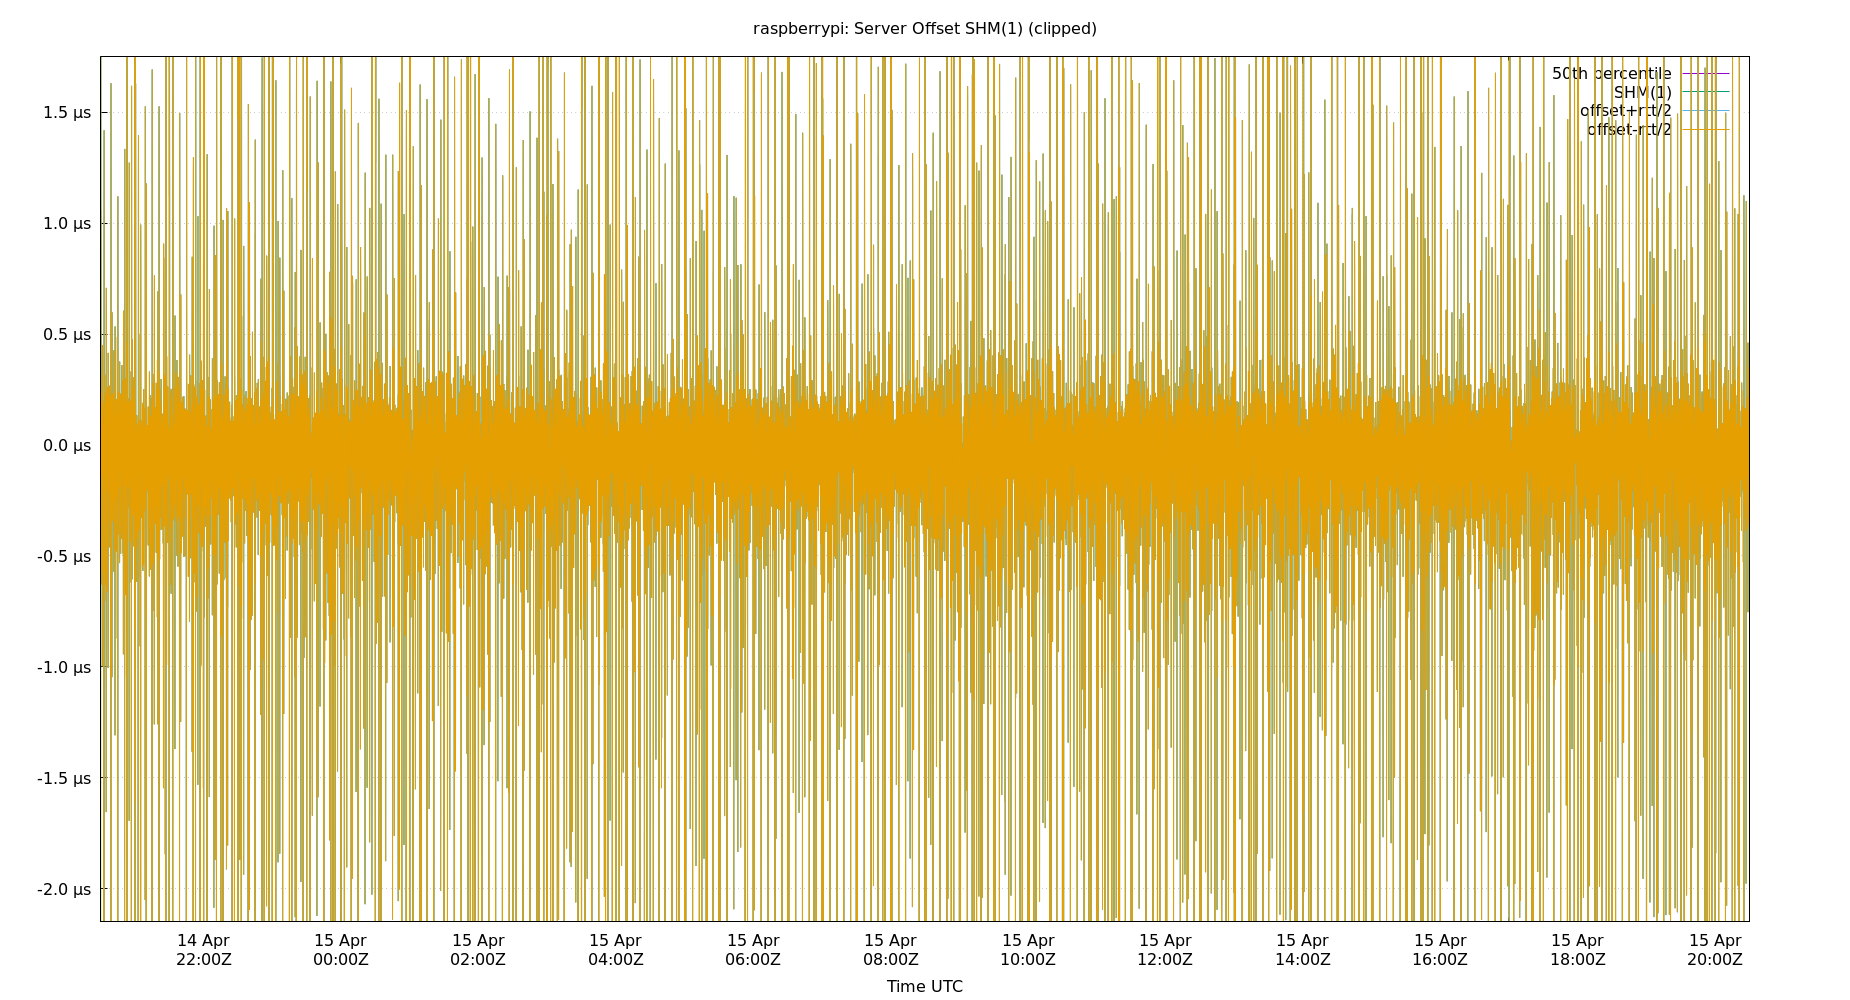 raspberrypi: Server Offset SHM(1) (clipped)
50th percentile
SHM(1)
offset+rtt/2
offset-rtt/2
1.5 µs
1.0 µs
0.5 µs
0.0 µs
-0.5 µs
-1.0 µs
-1.5 µs
-2.0 µs
14 Apr 15 Apr 15 Apr 15 Apr 15 Apr 15 Apr 15 Apr 15 Apr 15 Apr 15 Apr 15 Apr 15 Apr
22:00Z 00:00Z 02:00Z 04:00Z 06:00Z 08:00Z 10:00Z 12:00Z 14:00Z 16:00Z 18:00Z 20:00Z
Time UTC